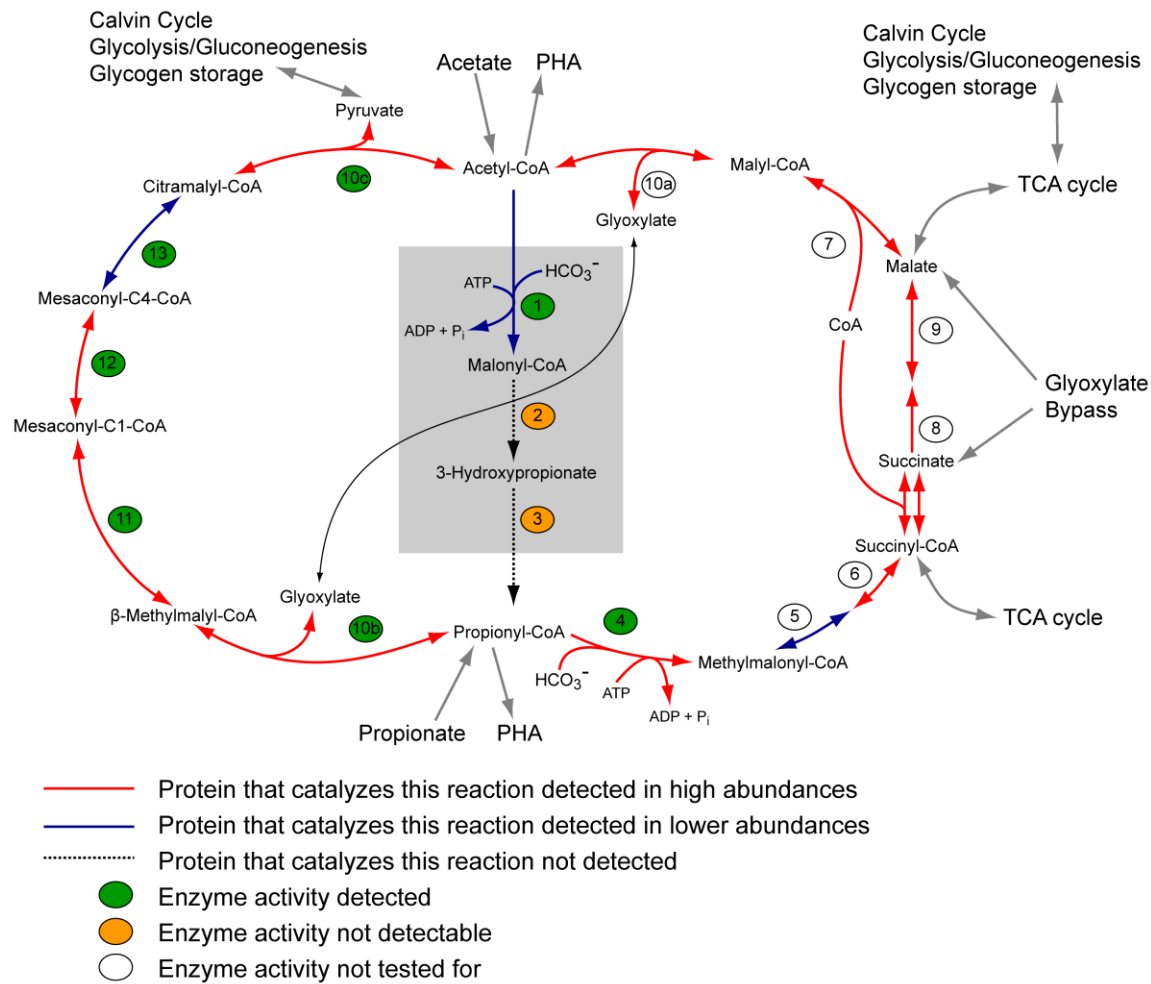 Calvin Cycle
Glycolysis/Gluconeogenesis
Glycogen storage
Pyruvate
Acetate
PHA
Calvin Cycle
Glycolysis/Gluconeogenesis
Glycogen storage
Citramalyl-CoA
10c
Acetyl-CoA
10a
Glyoxylate
Malyl-CoA
TCA cycle
13
7
Malate
Mesaconyl-C4-CoA
ATP
HCO₃⁻
1
ADP + Pᵢ
CoA
9
12
Malonyl-CoA
Glyoxylate
Bypass
2
Mesaconyl-C1-CoA
8
3-Hydroxypropionate
Succinate
11
3
Succinyl-CoA
6
Glyoxylate
β-Methylmalyl-CoA
10b
Propionyl-CoA
4
5
TCA cycle
Methylmalonyl-CoA
HCO₃⁻
ATP
ADP + Pᵢ
Propionate
PHA
Protein that catalyzes this reaction detected in high abundances
Protein that catalyzes this reaction detected in lower abundances
Protein that catalyzes this reaction not detected
Enzyme activity detected
Enzyme activity not detectable
Enzyme activity not tested for